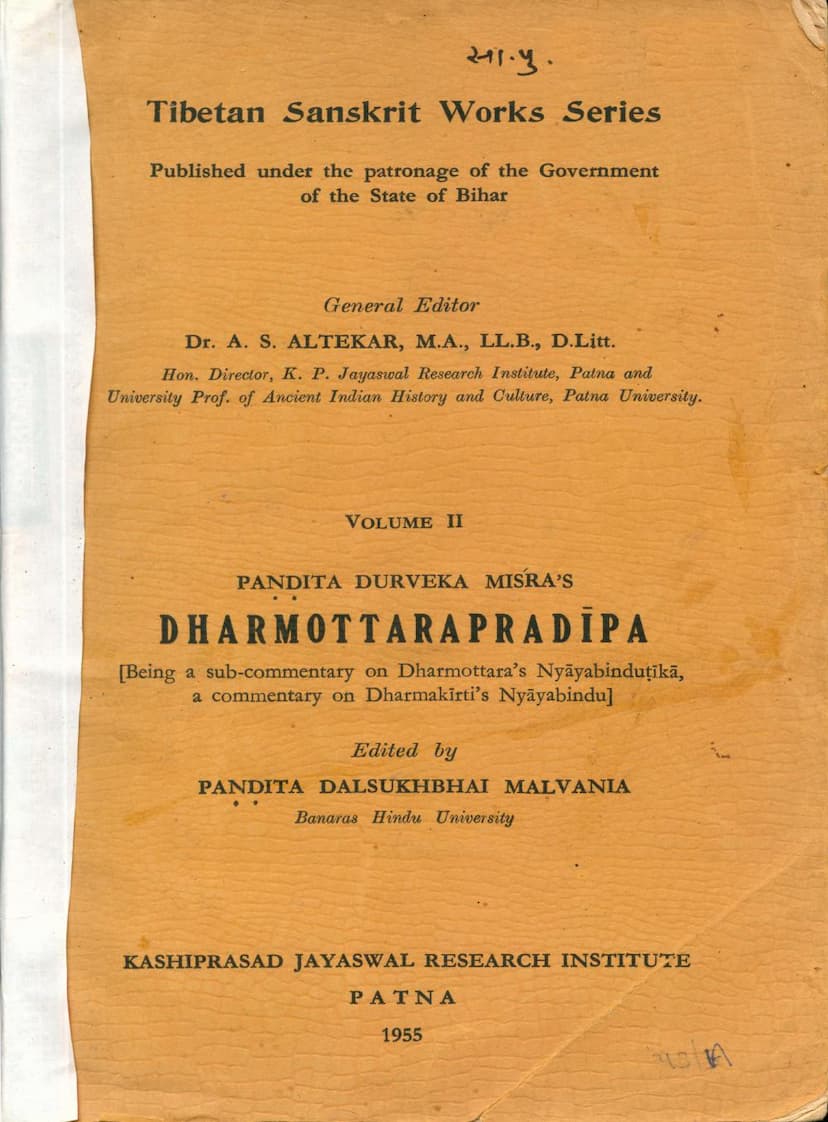 સા.પુ.
Tibetan Sanskrit Works Series
Published under the patronage of the Government
of the State of Bihar
General Editor
Dr. A. S. ALTEKAR, M.A., LL.B., D.Litt.
Hon. Director, K. P. Jayaswal Research Institute, Patna and
University Prof. of Ancient Indian History and Culture, Patna University.
VOLUME II
PAṆḌITA DURVEKA MIŚRA'S
DHARMOTTARAPRADĪPA
[Being a sub-commentary on Dharmottara's Nyāyabinduṭīkā,
a commentary on Dharmakīrti's Nyāyabindu]
Edited by
PAṆḌITA DALSUKHBHAI MALVANIA
Banaras Hindu University
KASHIPRASAD JAYASWAL RESEARCH INSTITUTE
PATNA
1955